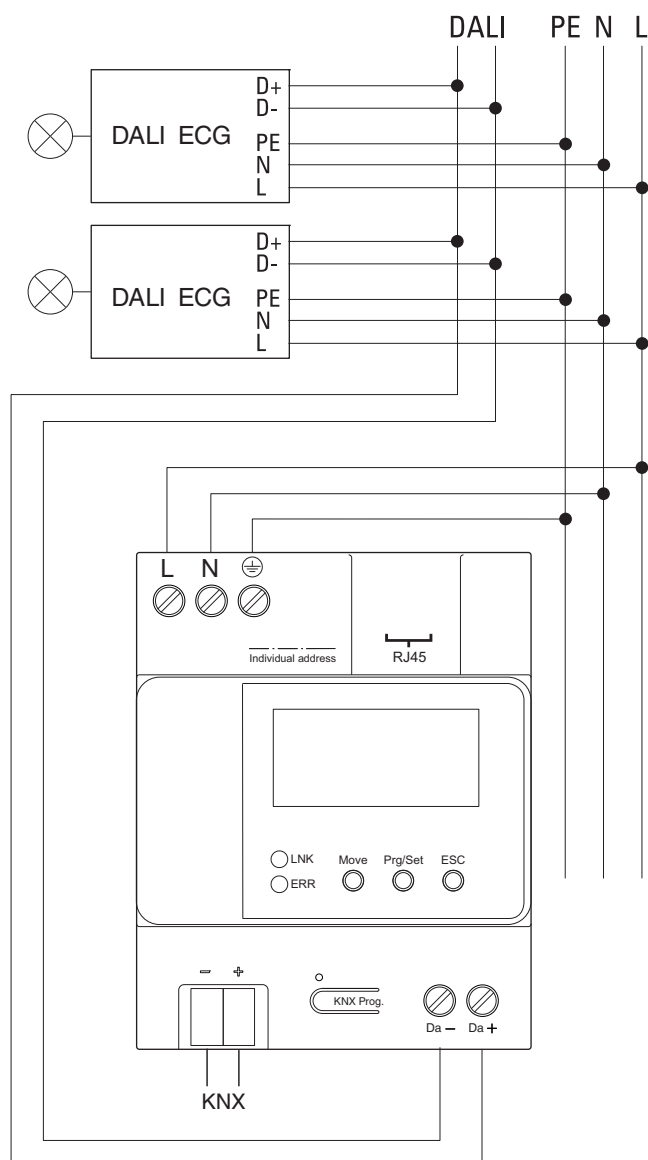 DALI PE N L
D+
D-
DALI ECG
PE
N
L
D+
D-
DALI ECG
PE
N
L
L N
Individual address
RJ45
LNK
ERR
Move Prg/Set ESC
- +
KNX Prog.
Da - Da +
KNX